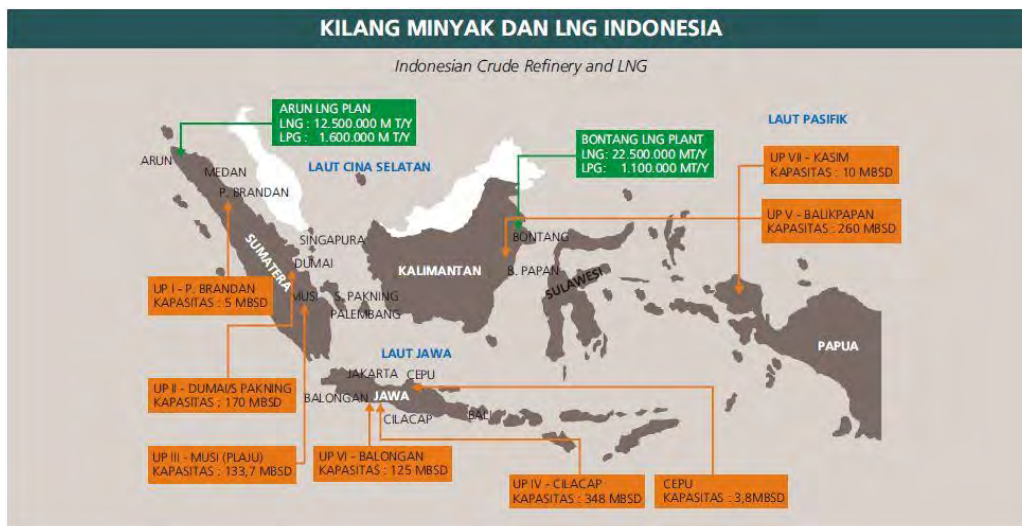 KILANG MINYAK DAN LNG INDONESIA
Indonesian Crude Refinery and LNG
ARUN LNG PLAN
LNG : 12.500.000 M T/Y
LPG : 1.600.000 M T/Y
BONTANG LNG PLANT
LNG: 22.500.000 MT/Y
LPG: 1.100.000 MT/Y
LAUT PASIFIK
UP VII - KASIM
KAPASITAS : 10 MBSD
UP V - BALIKPAPAN
KAPASITAS : 260 MBSD
ARUN
MEDAN
P. BRANDAN
LAUT CINA SELATAN
SINGAPURA
DUMAI
SUMATERA
MUSI
S. PAKNING
PALEMBANG
KALIMANTAN
BONTANG
B. PAPAN
SULAWESI
PAPUA
UP I - P. BRANDAN
KAPASITAS : 5 MBSD
LAUT JAWA
JAKARTA
CEPU
BALONGAN
JAWA
CILACAP
BALI
UP II - DUMAI/S PAKNING
KAPASITAS ; 170 MBSD
UP III - MUSI (PLAJU)
KAPASITAS : 133,7 MBSD
UP VI - BALONGAN
KAPASITAS : 125 MBSD
UP IV - CILACAP
KAPASITAS : 348 MBSD
CEPU
KAPASITAS : 3,8MBSD